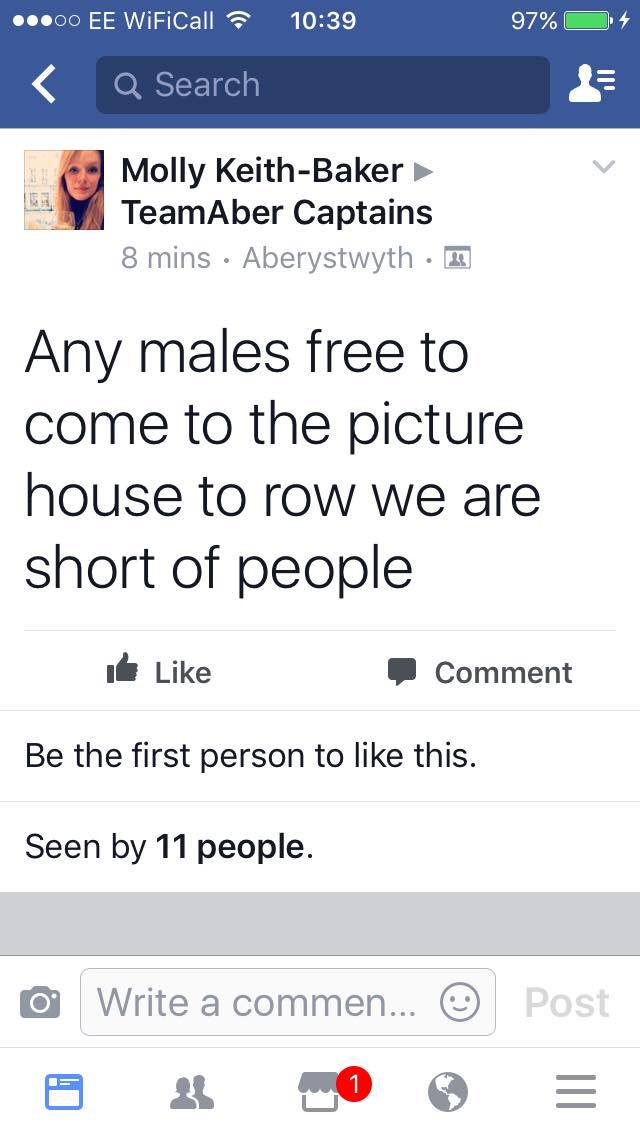 EE WiFiCall 10:39 97%
Search
Molly Keith-Baker ▶
TeamAber Captains
8 mins · Aberystwyth ·
Any males free to
come to the picture
house to row we are
short of people
Like Comment
Be the first person to like this.
Seen by 11 people.
Write a commen... Post
1